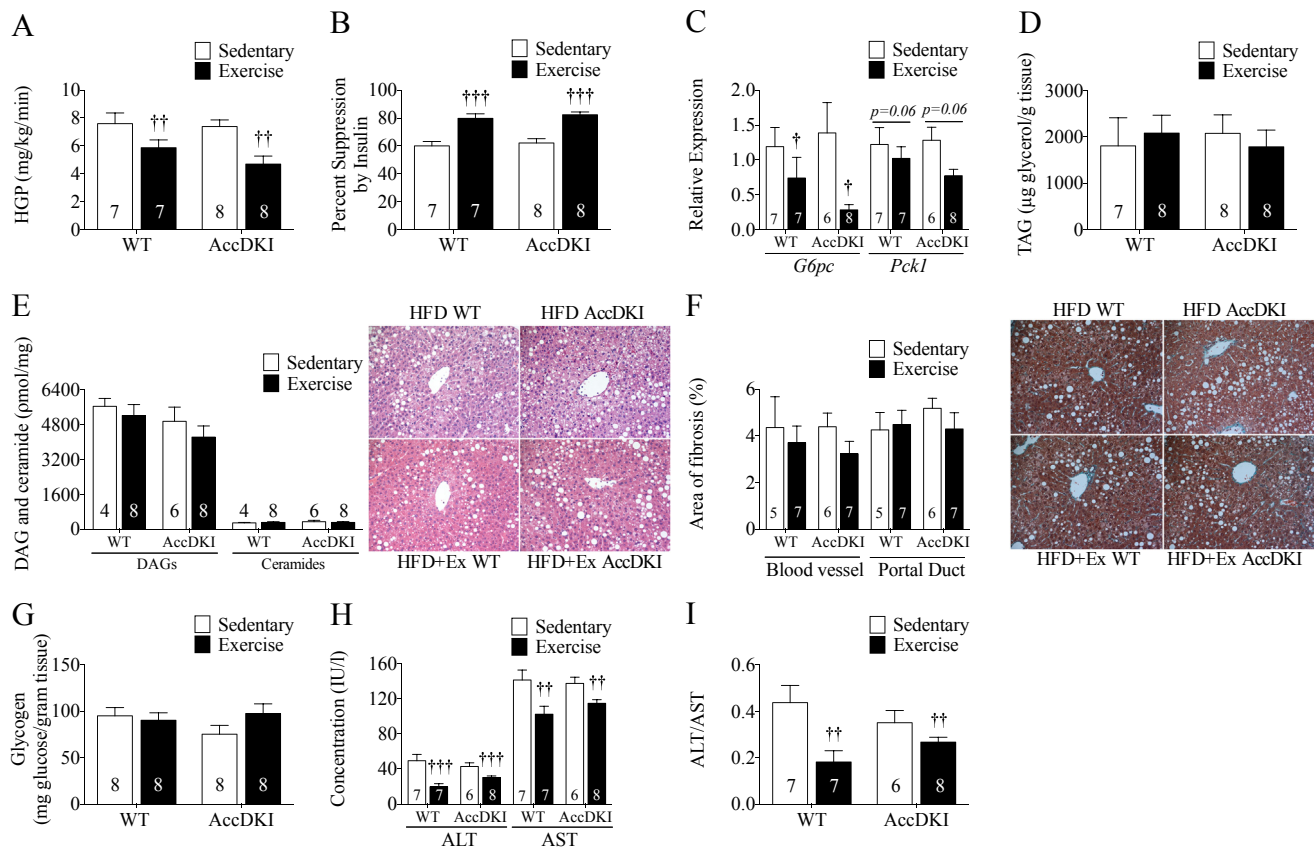 A
Sedentary
Exercise
HGP (mg/kg/min)
10
8
6
4
2
0
††
††
7
7
8
8
WT
AccDKI
B
Sedentary
Exercise
Percent Suppression
by Insulin
100
80
60
40
20
0
†††
†††
7
7
8
8
WT
AccDKI
C
Sedentary
Exercise
Relative Expression
2.0
1.5
1.0
0.5
0.0
p=0.06
p=0.06
†
†
7
7
6
8
7
7
6
8
WT
AccDKI
WT
AccDKI
G6pc
Pck1
D
Sedentary
Exercise
TAG (µg glycerol/g tissue)
3000
2000
1000
0
7
8
8
8
WT
AccDKI
E
Sedentary
Exercise
DAG and ceramide (pmol/mg)
6400
4800
3200
1600
0
4
8
6
8
4
8
6
8
WT
AccDKI
WT
AccDKI
DAGs
Ceramides
HFD WT
HFD AccDKI
HFD+Ex WT
HFD+Ex AccDKI
F
Sedentary
Exercise
Area of fibrosis (%)
8
6
4
2
0
5
7
6
7
5
7
6
7
WT
AccDKI
WT
AccDKI
Blood vessel
Portal Duct
HFD WT
HFD AccDKI
HFD+Ex WT
HFD+Ex AccDKI
G
Sedentary
Exercise
Glycogen
(mg glucose/gram tissue)
150
100
50
0
8
8
8
8
WT
AccDKI
H
Sedentary
Exercise
Concentration (IU/l)
160
120
80
40
0
†††
†††
††
††
7
7
6
8
7
7
6
8
WT
AccDKI
WT
AccDKI
ALT
AST
I
Sedentary
Exercise
ALT/AST
0.6
0.4
0.2
0.0
††
††
7
7
6
8
WT
AccDKI